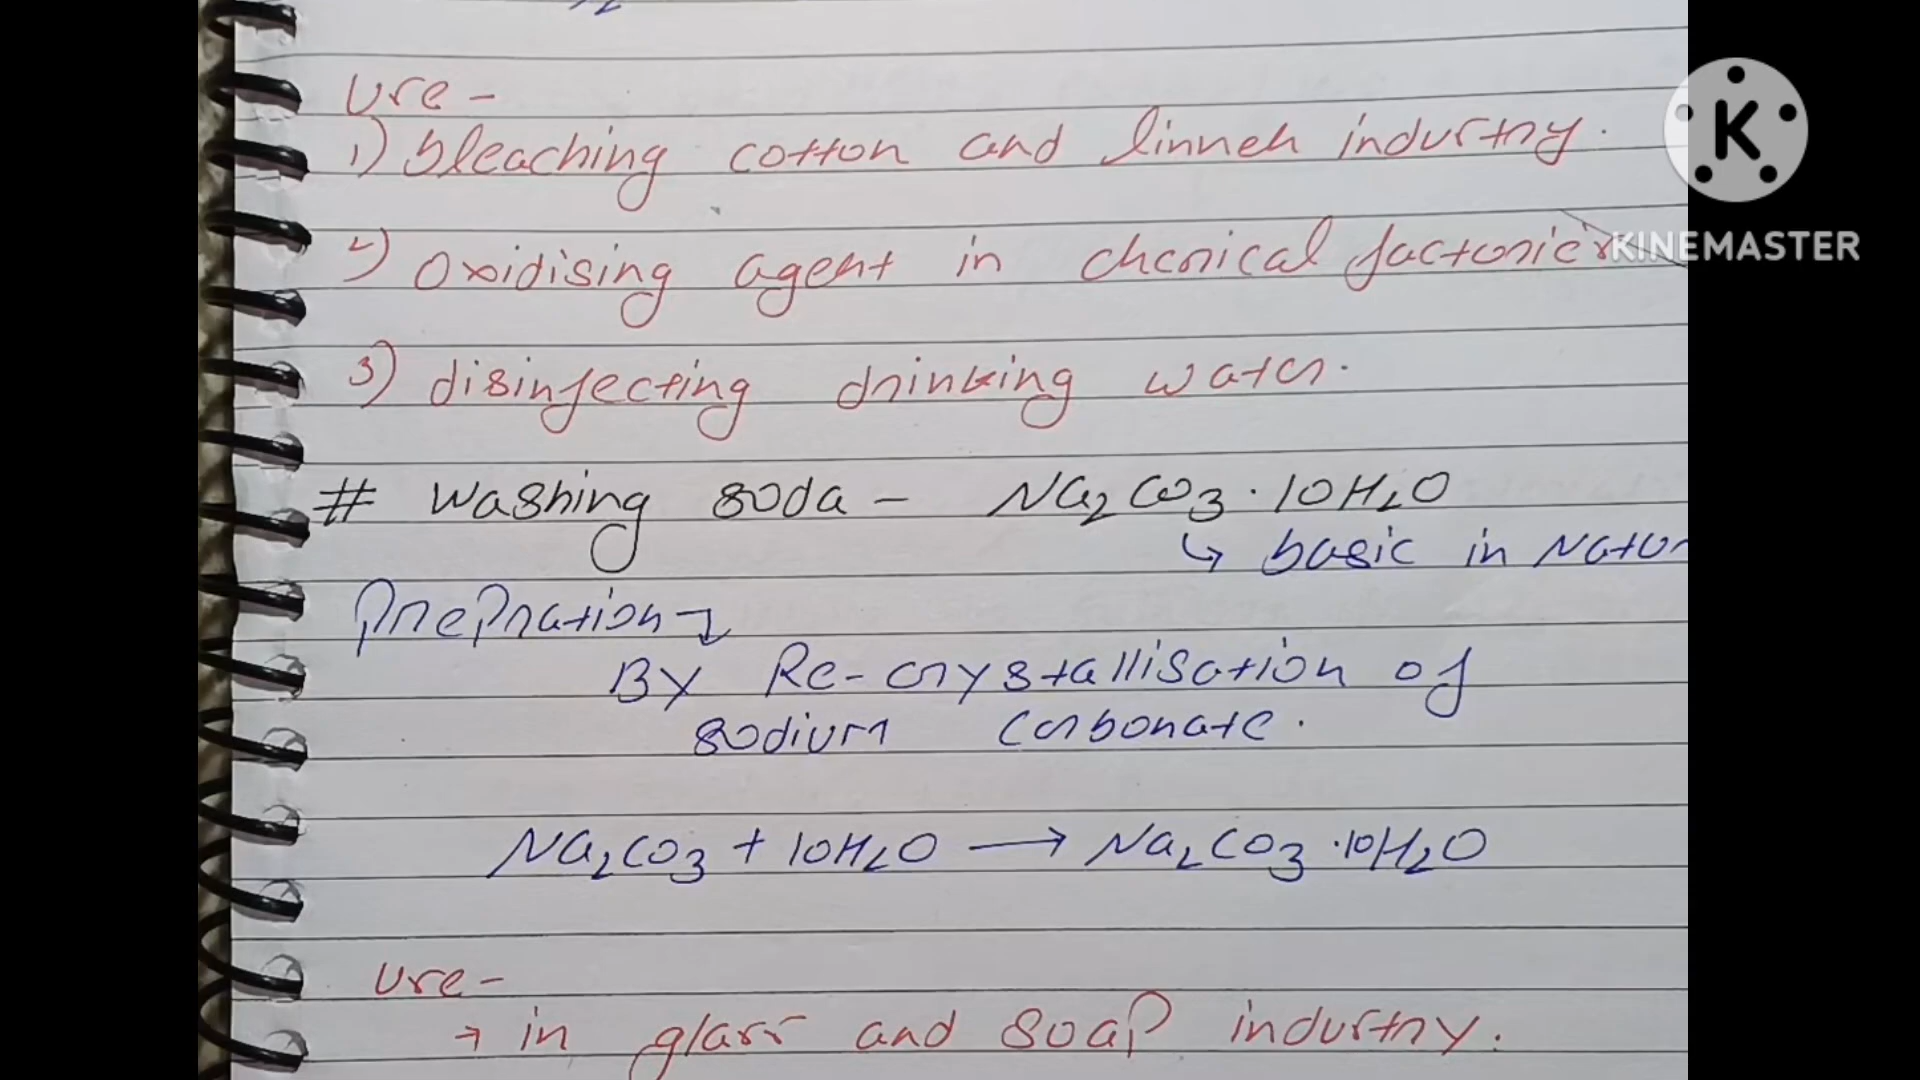 Use -
1) bleaching cotton and linneh industry.
2) Oxidising agent in chemical factories
3) disinfecting drinking water.
# Washing soda - Na₂CO₃·10H₂O
↳ basic in Natur
Prepration ↴
By Re-crystallisation of
sodium carbonate.
Na₂CO₃ + 10H₂O → Na₂CO₃·10H₂O
Use -
→ in glass and soap industry.
K
KINEMASTER